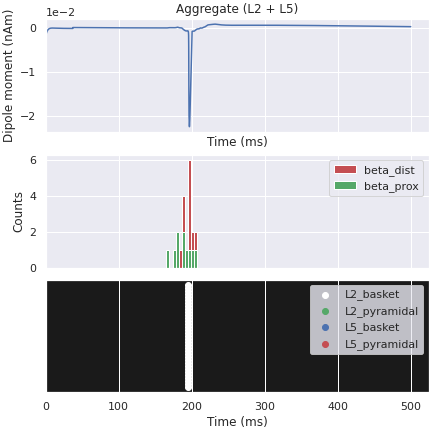 Aggregate (L2 + L5)
1e−2
Dipole moment (nAm)
0
−1
−2
Time (ms)
6
4
2
0
Counts
beta_dist
beta_prox
L2_basket
L2_pyramidal
L5_basket
L5_pyramidal
0 100 200 300 400 500
Time (ms)